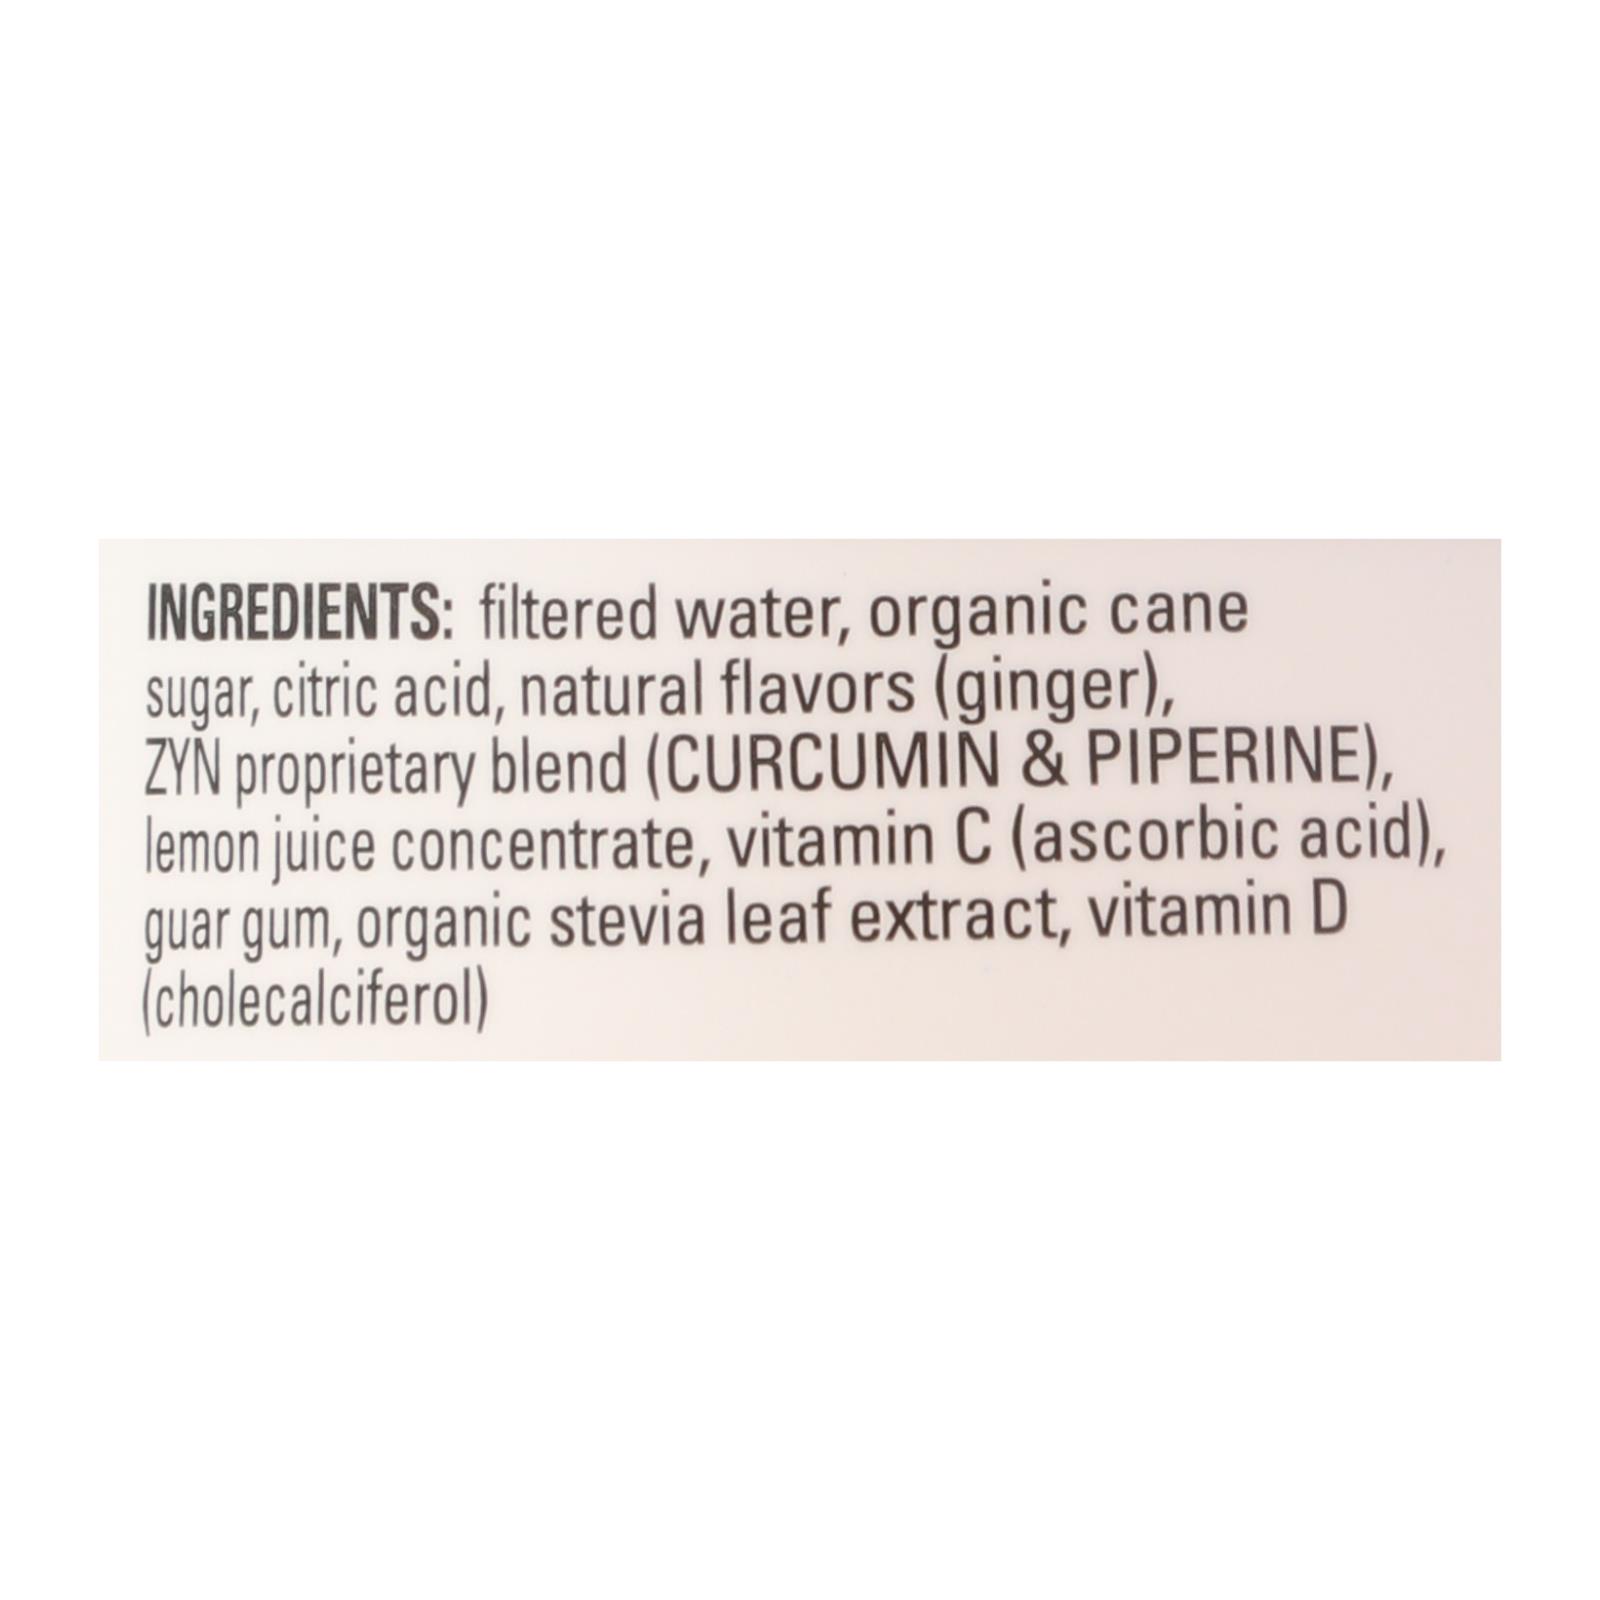 INGREDIENTS: filtered water, organic cane
sugar, citric acid, natural flavors (ginger),
ZYN proprietary blend (CURCUMIN & PIPERINE),
lemon juice concentrate, vitamin C (ascorbic acid),
guar gum, organic stevia leaf extract, vitamin D
(cholecalciferol)